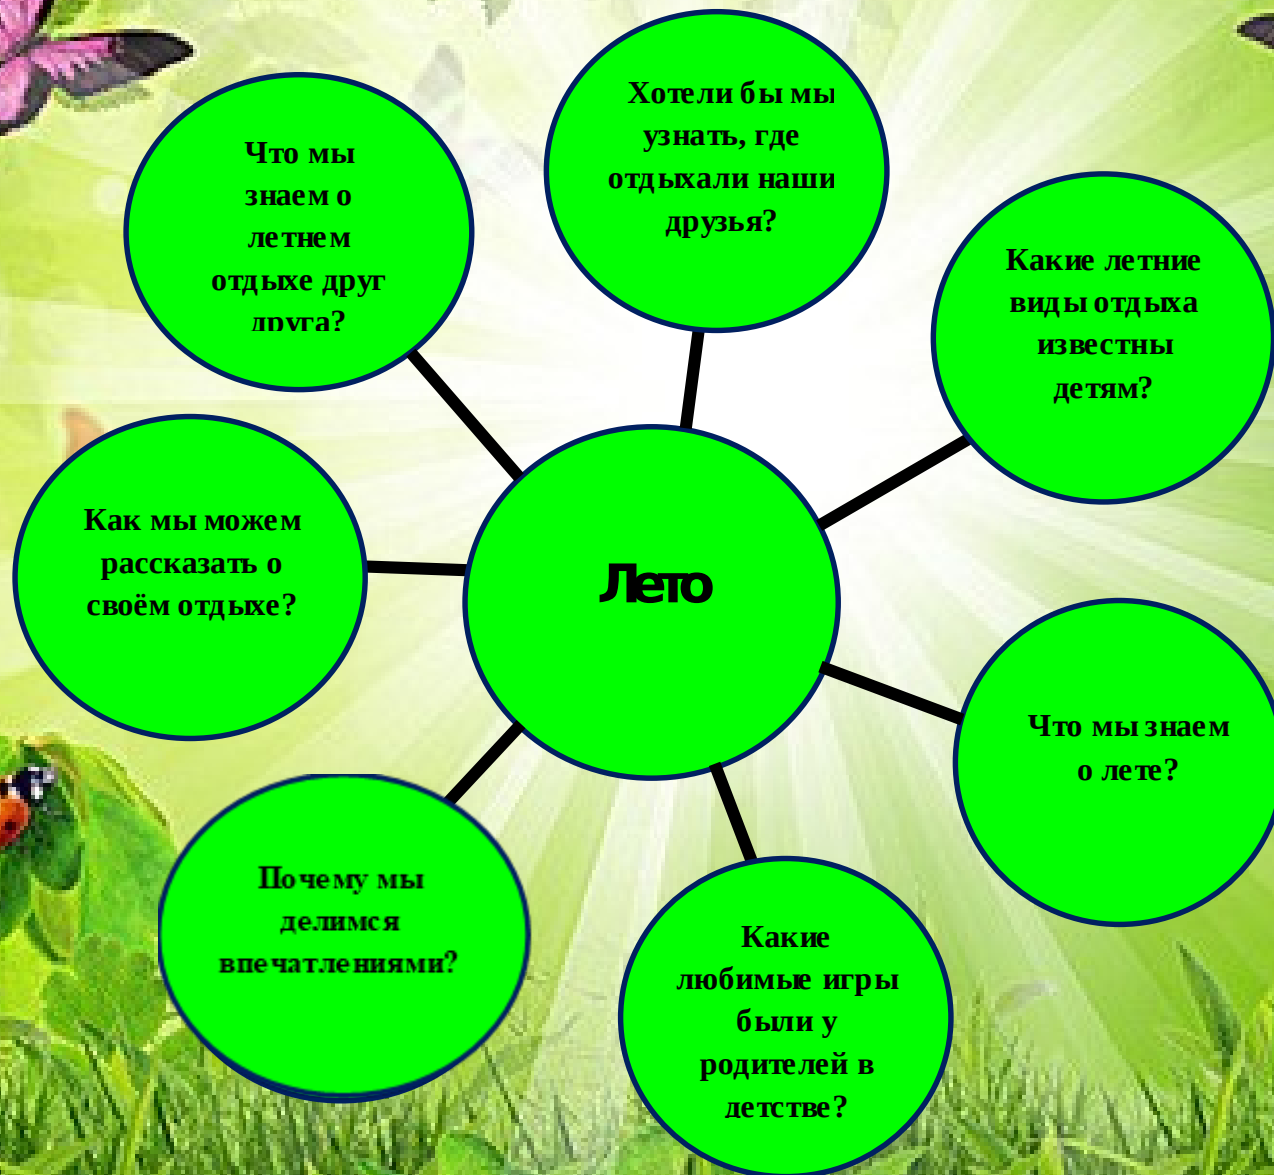 Хотели бы мы
узнать, где
отдыхали наши
друзья?
Что мы
знаем о
летнем
отдыхе друг
друга?
Какие летние
виды отдыха
известны
детям?
Как мы можем
рассказать о
своём отдыхе?
Лето
Что мы знаем
о лете?
Почему мы
делимся
впечатлениями?
Какие
любимые игры
были у
родителей в
детстве?